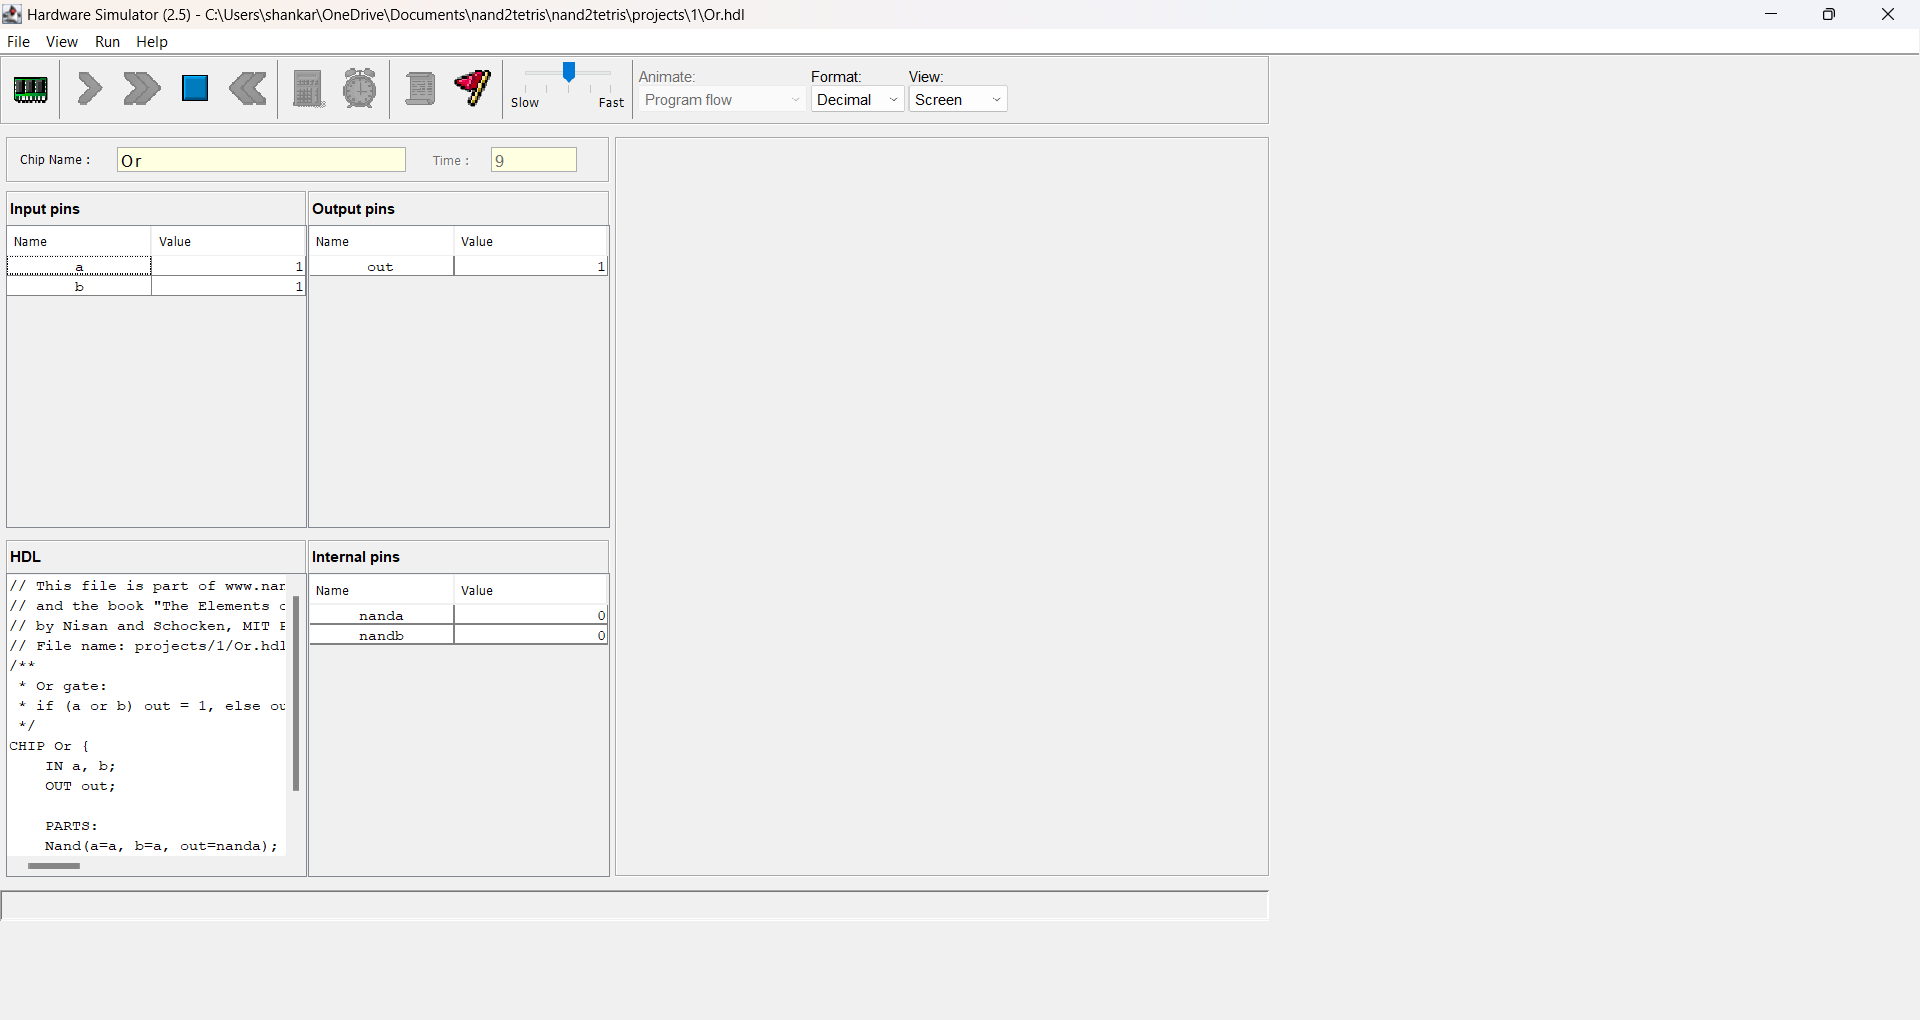 Hardware Simulator (2.5) - C:\Users\shankar\OneDrive\Documents\nand2tetris\nand2tetris\projects\1\Or.hdl
File View Run Help
Slow Fast
Animate: Format: View:
Program flow Decimal Screen
Chip Name : Or Time : 9
Input pins
Name Value
a 1
b 1
Output pins
Name Value
out 1
HDL
// This file is part of www.nan
// and the book "The Elements o
// by Nisan and Schocken, MIT P
// File name: projects/1/Or.hdl
/**
* Or gate:
* if (a or b) out = 1, else ou
*/
CHIP Or {
IN a, b;
OUT out;
PARTS:
Nand(a=a, b=a, out=nanda);
Internal pins
Name Value
nanda 0
nandb 0